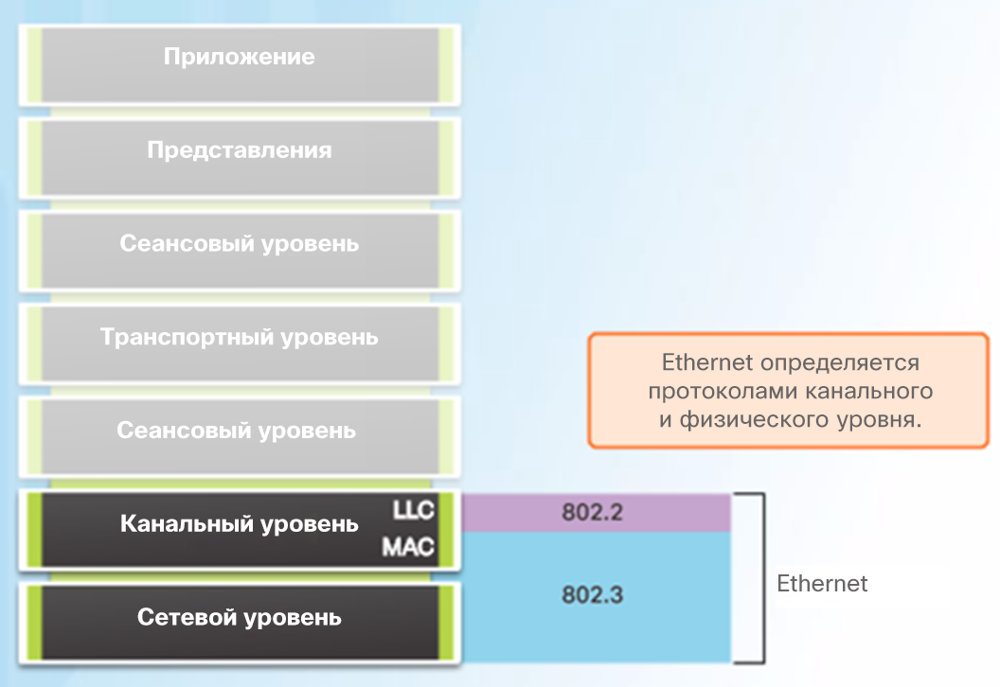 Приложение
Представления
Сеансовый уровень
Транспортный уровень
Сеансовый уровень
Канальный уровень
LLC
MAC
Сетевой уровень
802.2
802.3
Ethernet
Ethernet определяется
протоколами канального
и физического уровня.